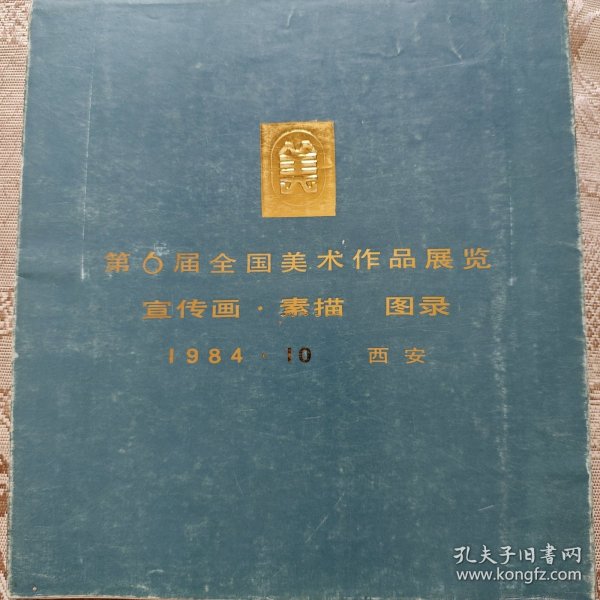 第6届全国美术作品展览
宣传画·素描 图录
1984·10 西安
孔夫子旧书网
www.kongfz.com